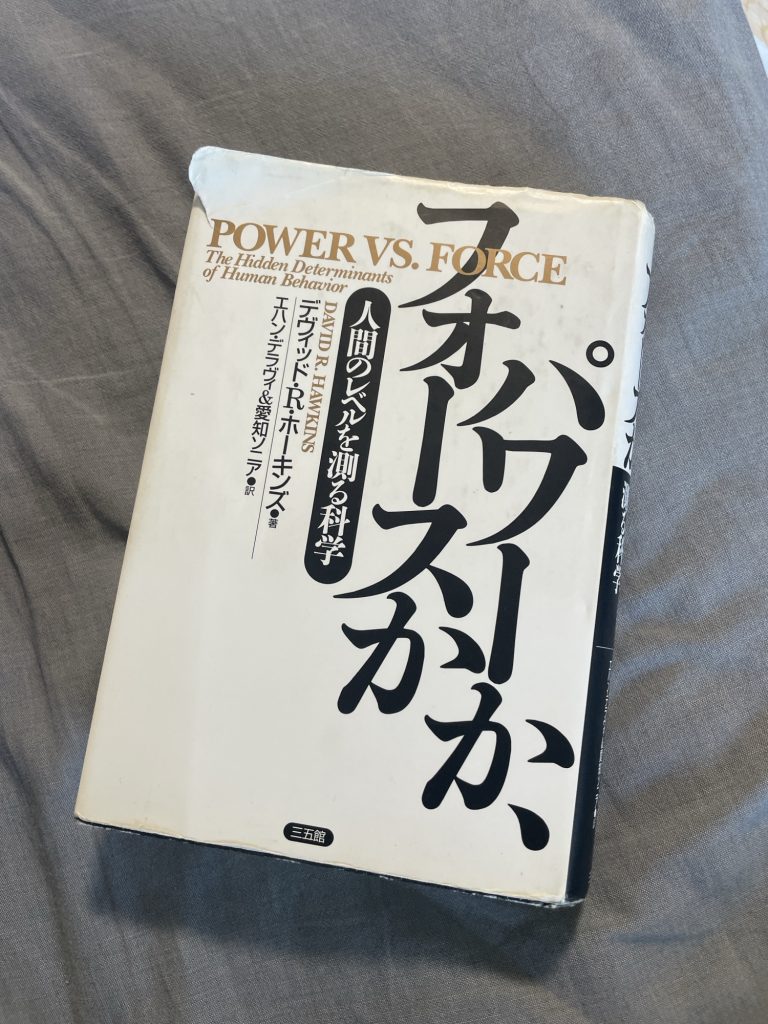 POWER VS. FORCE
The Hidden Determinants
of Human Behavior
パワーか、
フォースか
人間のレベルを測る科学
DAVID R. HAWKINS
デヴィッド・R・ホーキンズ●著
エハン・デラヴィ&愛知ソニア●訳
三五館